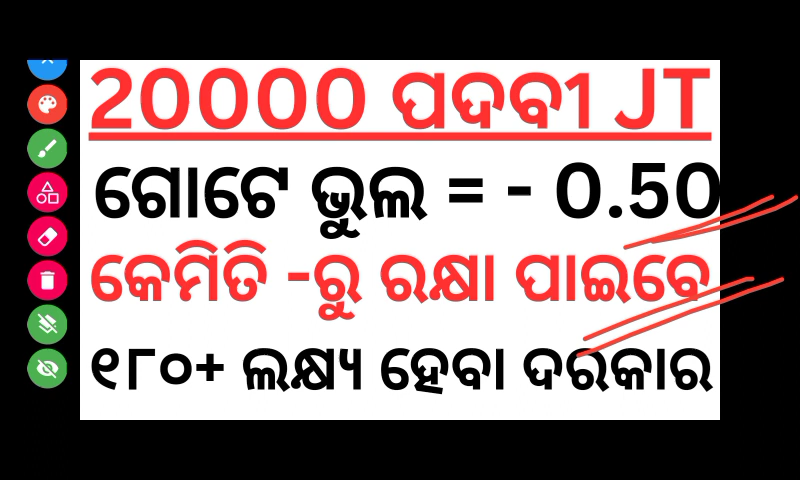 20000 ପଦବୀ JT
ଗୋଟେ ଭୁଲ = - 0.50
କେମିତି -ରୁ ରକ୍ଷା ପାଇବେ
୧୮୦+ ଲକ୍ଷ୍ୟ ହେବା ଦରକାର